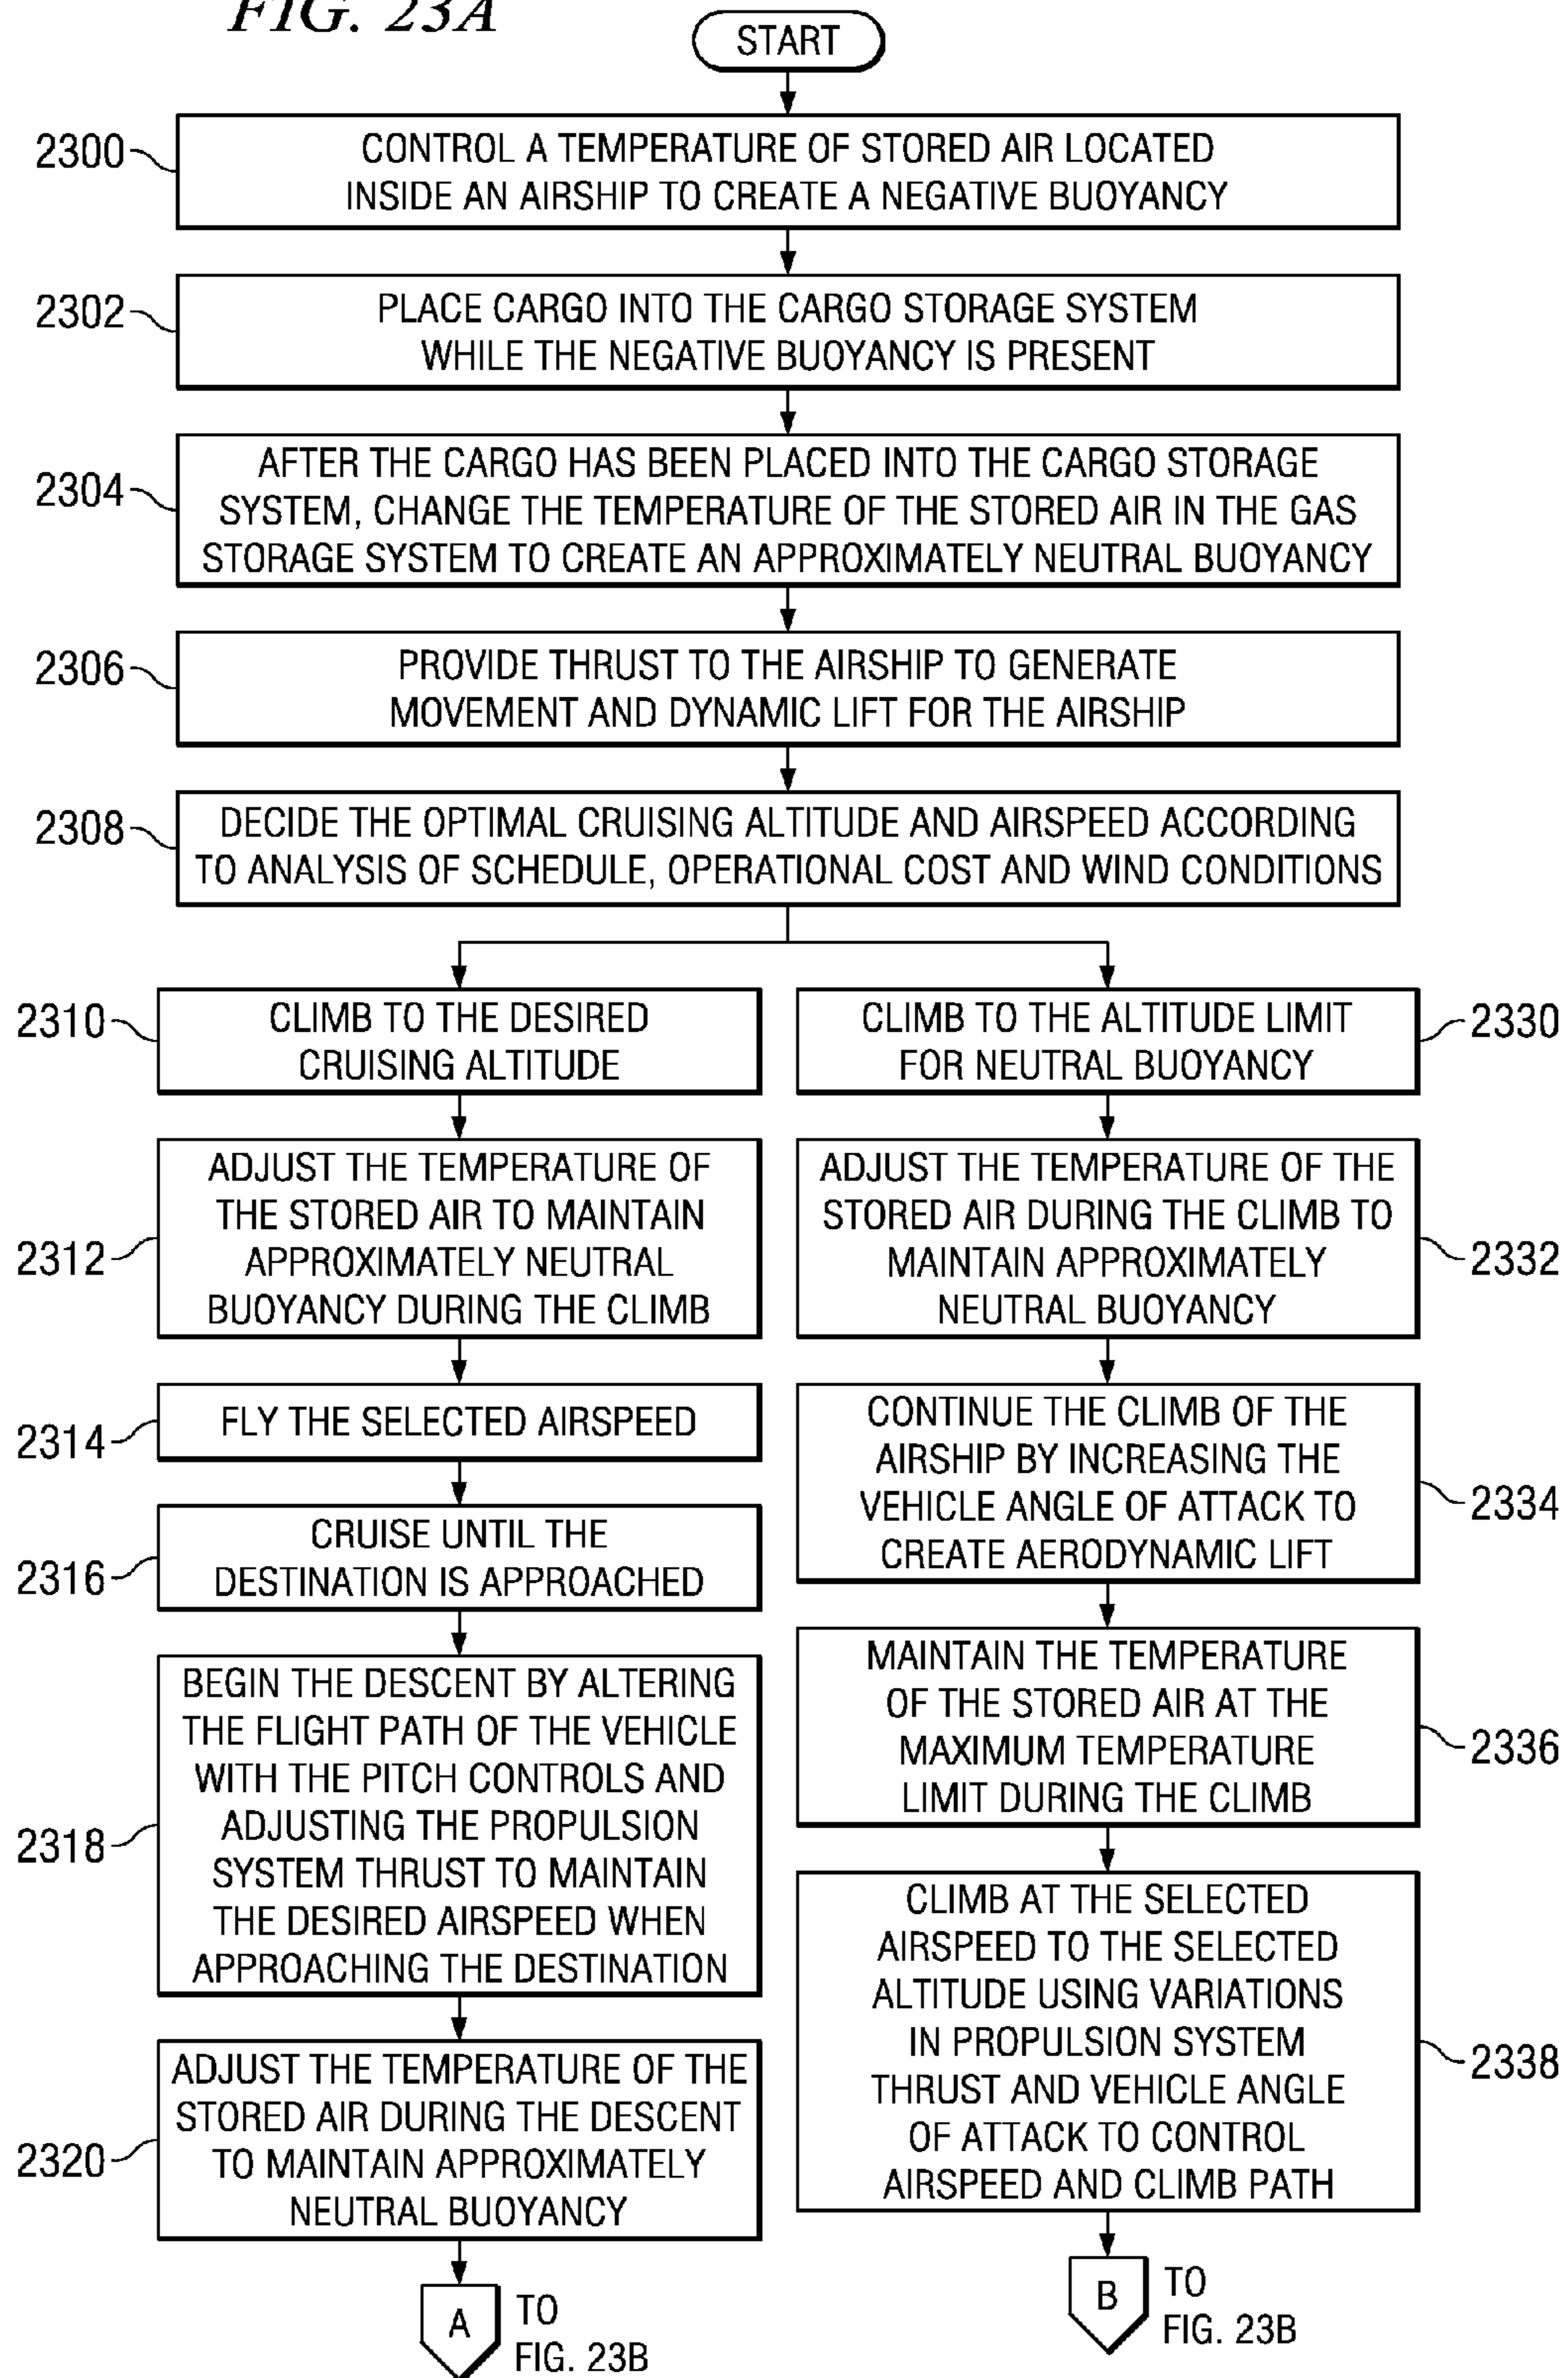 FIG. 23A
START
2300
CONTROL A TEMPERATURE OF STORED AIR LOCATED
INSIDE AN AIRSHIP TO CREATE A NEGATIVE BUOYANCY
2302
PLACE CARGO INTO THE CARGO STORAGE SYSTEM
WHILE THE NEGATIVE BUOYANCY IS PRESENT
2304
AFTER THE CARGO HAS BEEN PLACED INTO THE CARGO STORAGE
SYSTEM, CHANGE THE TEMPERATURE OF THE STORED AIR IN THE GAS
STORAGE SYSTEM TO CREATE AN APPROXIMATELY NEUTRAL BUOYANCY
2306
PROVIDE THRUST TO THE AIRSHIP TO GENERATE
MOVEMENT AND DYNAMIC LIFT FOR THE AIRSHIP
2308
DECIDE THE OPTIMAL CRUISING ALTITUDE AND AIRSPEED ACCORDING
TO ANALYSIS OF SCHEDULE, OPERATIONAL COST AND WIND CONDITIONS
2310
CLIMB TO THE DESIRED
CRUISING ALTITUDE
2312
ADJUST THE TEMPERATURE OF
THE STORED AIR TO MAINTAIN
APPROXIMATELY NEUTRAL
BUOYANCY DURING THE CLIMB
2314
FLY THE SELECTED AIRSPEED
2316
CRUISE UNTIL THE
DESTINATION IS APPROACHED
2318
BEGIN THE DESCENT BY ALTERING
THE FLIGHT PATH OF THE VEHICLE
WITH THE PITCH CONTROLS AND
ADJUSTING THE PROPULSION
SYSTEM THRUST TO MAINTAIN
THE DESIRED AIRSPEED WHEN
APPROACHING THE DESTINATION
2320
ADJUST THE TEMPERATURE OF THE
STORED AIR DURING THE DESCENT
TO MAINTAIN APPROXIMATELY
NEUTRAL BUOYANCY
A
TO
FIG. 23B
CLIMB TO THE ALTITUDE LIMIT
FOR NEUTRAL BUOYANCY
2330
ADJUST THE TEMPERATURE OF THE
STORED AIR DURING THE CLIMB TO
MAINTAIN APPROXIMATELY
NEUTRAL BUOYANCY
2332
CONTINUE THE CLIMB OF THE
AIRSHIP BY INCREASING THE
VEHICLE ANGLE OF ATTACK TO
CREATE AERODYNAMIC LIFT
2334
MAINTAIN THE TEMPERATURE
OF THE STORED AIR AT THE
MAXIMUM TEMPERATURE
LIMIT DURING THE CLIMB
2336
CLIMB AT THE SELECTED
AIRSPEED TO THE SELECTED
ALTITUDE USING VARIATIONS
IN PROPULSION SYSTEM
THRUST AND VEHICLE ANGLE
OF ATTACK TO CONTROL
AIRSPEED AND CLIMB PATH
2338
B
TO
FIG. 23B